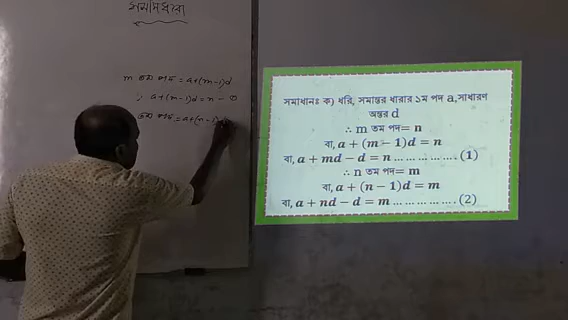 সমান্তর ধারা
m তম পদ = a+(m-1)d
∴ a+(m-1)d = n - ①
তম পদ = a+(n-1)
সমাধানঃ ক) ধরি, সমান্তর ধারার ১ম পদ a,সাধারণ
অন্তর d
∴ m তম পদ= n
বা, a + (m − 1)d = n
বা, a + md − d = n ... ... ... ... . (1)
∴ n তম পদ= m
বা, a + (n − 1)d = m
বা, a + nd − d = m ... ... ... ... . (2)